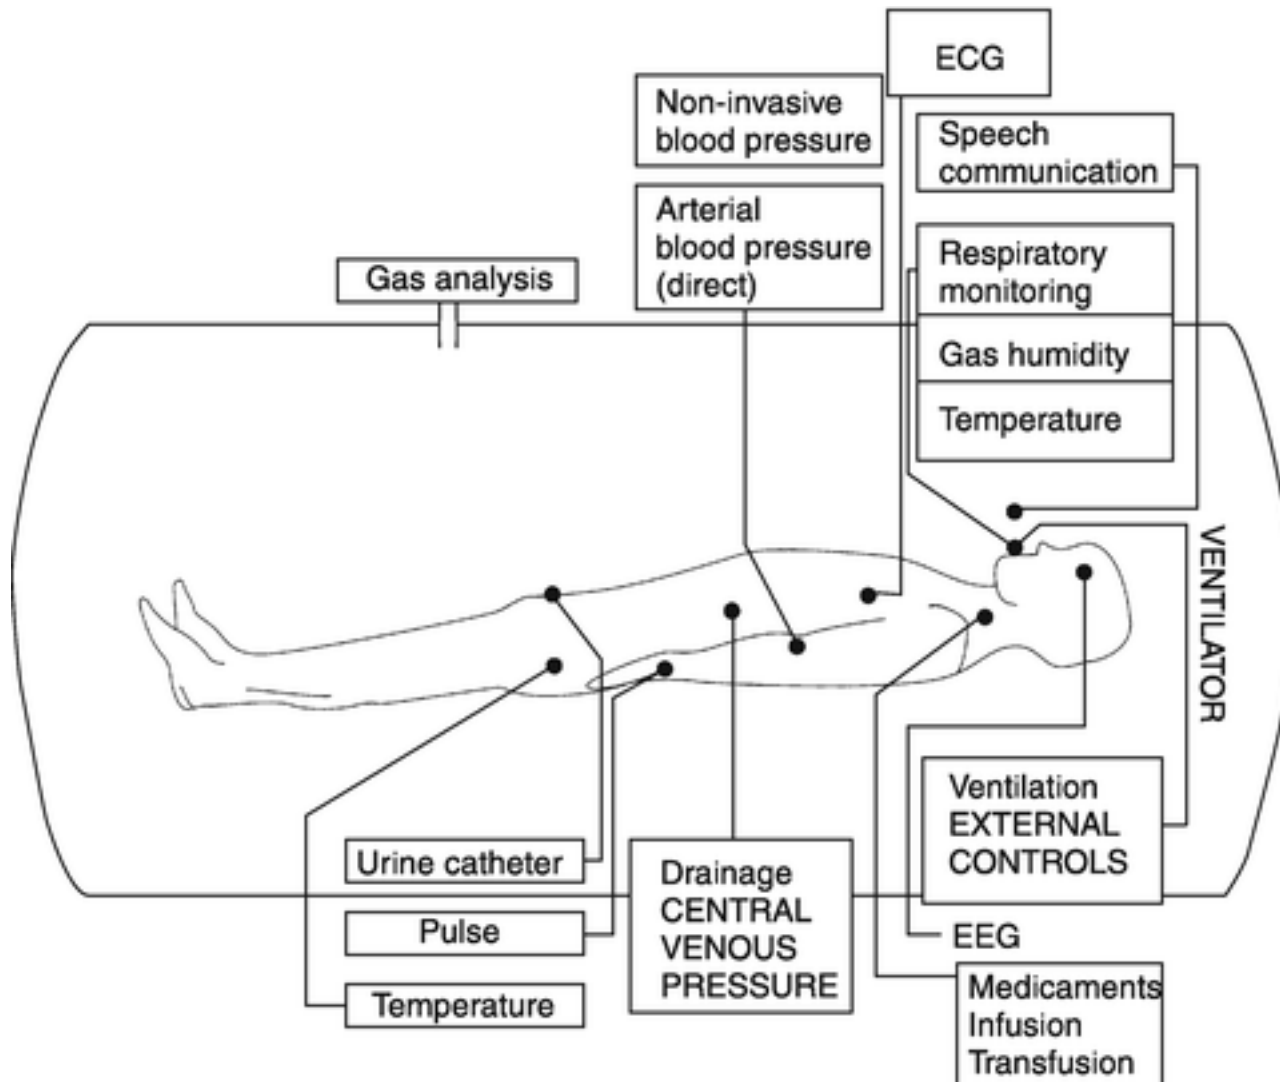 ECG
Non-invasive
blood pressure
Speech
communication
Arterial
blood pressure
(direct)
Respiratory
monitoring
Gas analysis
Gas humidity
Temperature
VENTILATOR
Ventilation
EXTERNAL
CONTROLS
Urine catheter
Drainage
CENTRAL
VENOUS
PRESSURE
Pulse
EEG
Temperature
Medicaments
Infusion
Transfusion